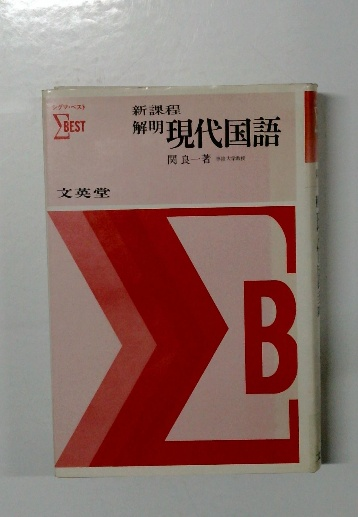 シグマ・ベスト
ΣBEST
新課程
解明 現代国語
関良一著
文英堂
ΣB